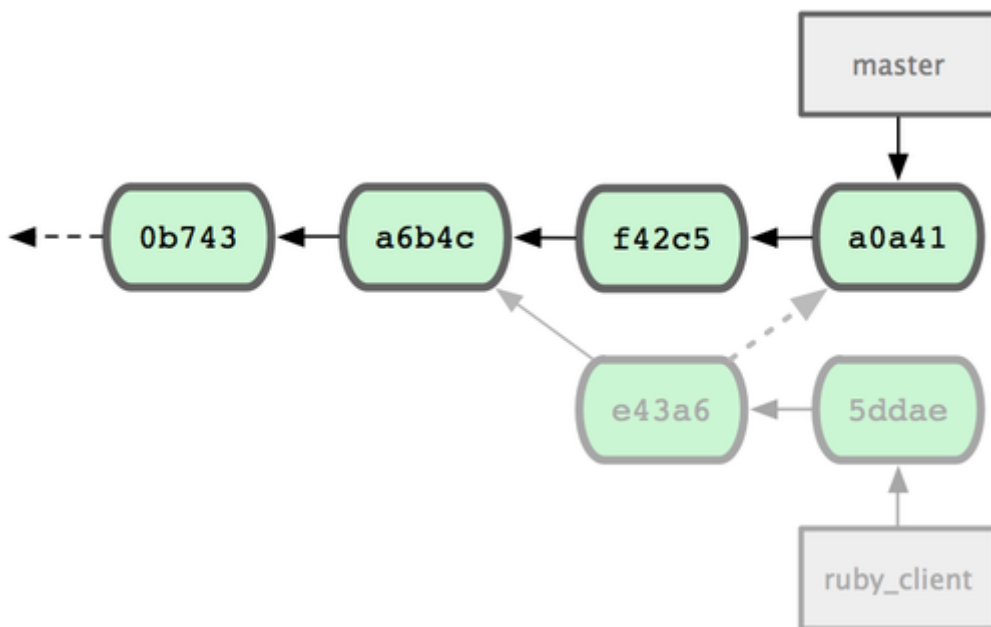 master
0b743
a6b4c
f42c5
a0a41
e43a6
5ddae
ruby_client